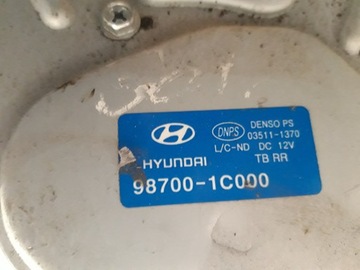 DNPS
DENSO PS
03511-1370
L/C-ND DC 12V
HYUNDAI
TB RR
98700-1C000